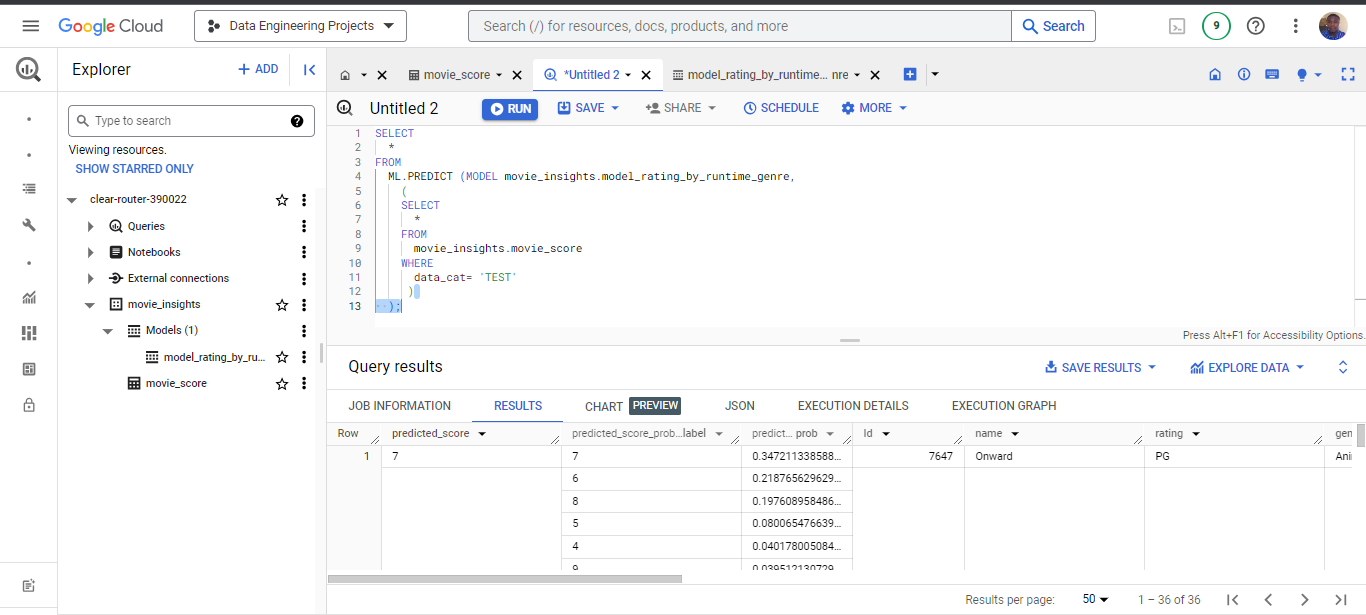 Google Cloud
Data Engineering Projects
Search (/) for resources, docs, products, and more
Search
9
Explorer
+ ADD
movie_score
*Untitled 2
model_rating_by_runtime... nre
Untitled 2
RUN
SAVE
SHARE
SCHEDULE
MORE
Type to search
Viewing resources.
SHOW STARRED ONLY
clear-router-390022
Queries
Notebooks
External connections
movie_insights
Models (1)
model_rating_by_ru...
movie_score
1 SELECT
2 *
3 FROM
4 ML.PREDICT (MODEL movie_insights.model_rating_by_runtime_genre,
5 (
6 SELECT
7 *
8 FROM
9 movie_insights.movie_score
10 WHERE
11 data_cat= 'TEST'
12 )
13 );
Press Alt+F1 for Accessibility Options.
Query results
SAVE RESULTS
EXPLORE DATA
JOB INFORMATION
RESULTS
CHART PREVIEW
JSON
EXECUTION DETAILS
EXECUTION GRAPH
Row predicted_score predicted_score_prob...label predict... prob Id name rating gen
1 7 7 0.347211338588... 7647 Onward PG Ani
6 0.218765629629...
8 0.197608958486...
5 0.080065476639...
4 0.040178005084...
9 0.039512130729
Results per page: 50 1 – 36 of 36